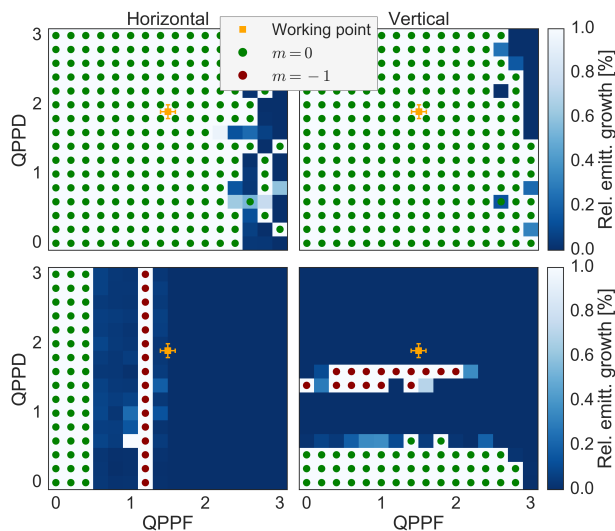 Horizontal
Vertical
Working point
m = 0
m = −1
3
2
1
0
QPPD
1.0
0.8
0.6
0.4
0.2
0.0
Rel. emitt. growth [%]
3
2
1
0
QPPD
1.0
0.8
0.6
0.4
0.2
0.0
Rel. emitt. growth [%]
0 1 2 3
0 1 2 3
QPPF
QPPF